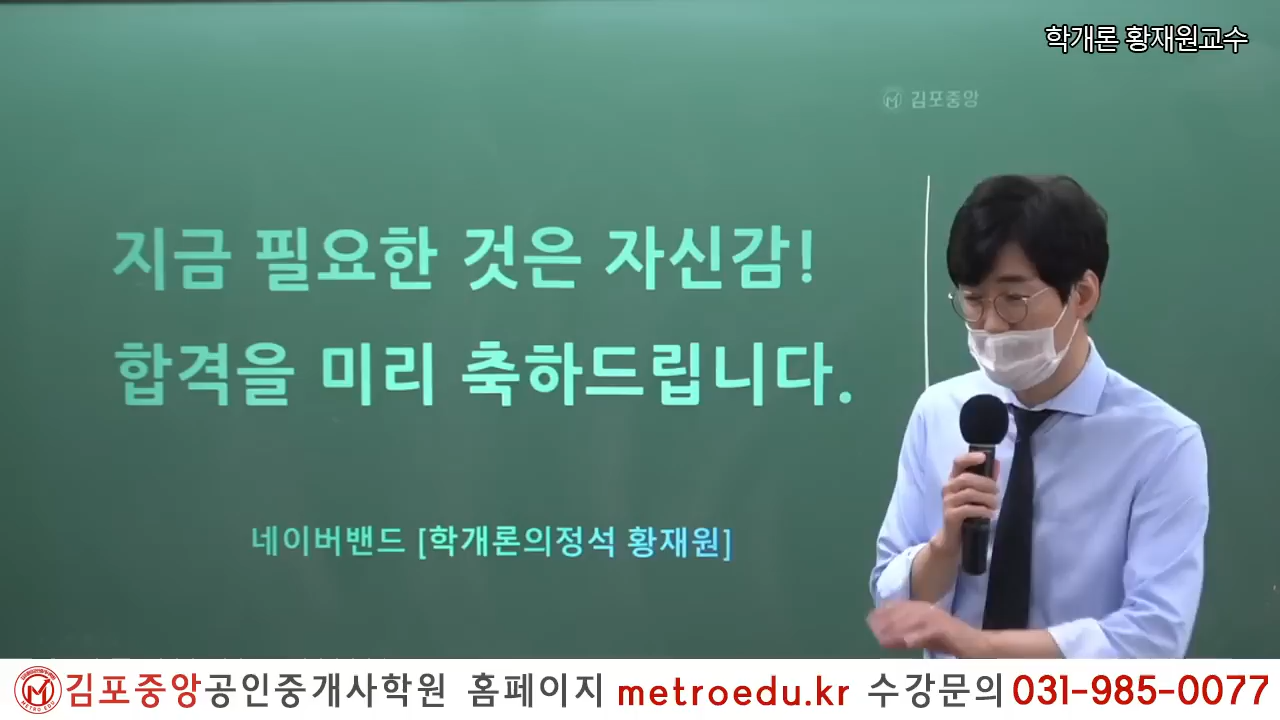 학개론 황재원교수
김포중앙
지금 필요한 것은 자신감!
합격을 미리 축하드립니다.
네이버밴드 [학개론의정석 황재원]
METRO EDU
김포중앙공인중개사학원 홈페이지 metroedu.kr 수강문의 031-985-0077